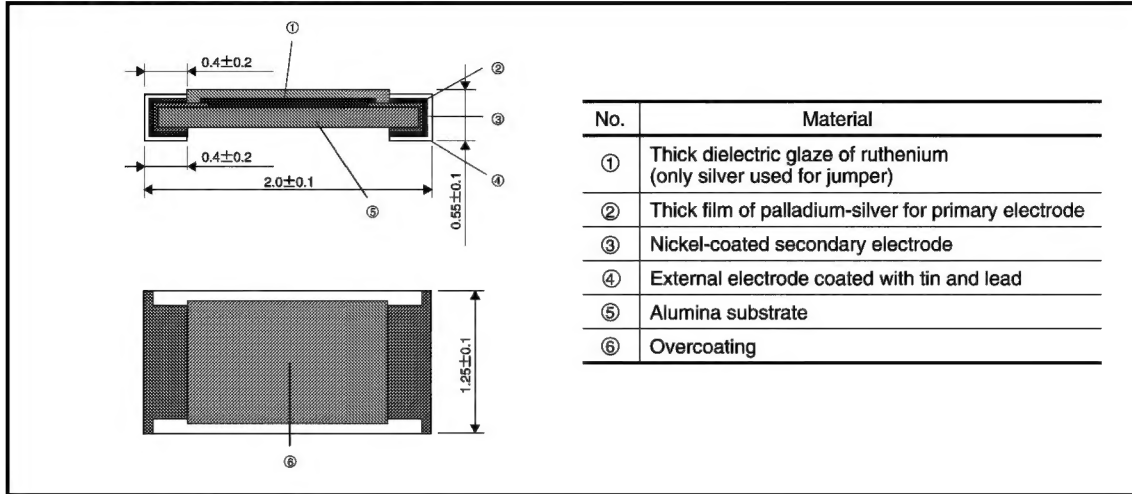 ①
0.4±0.2
②
③
0.4±0.2
④
2.0±0.1
⑤
0.55±0.1
1.25±0.1
⑥
No. Material
① Thick dielectric glaze of ruthenium
(only silver used for jumper)
② Thick film of palladium-silver for primary electrode
③ Nickel-coated secondary electrode
④ External electrode coated with tin and lead
⑤ Alumina substrate
⑥ Overcoating